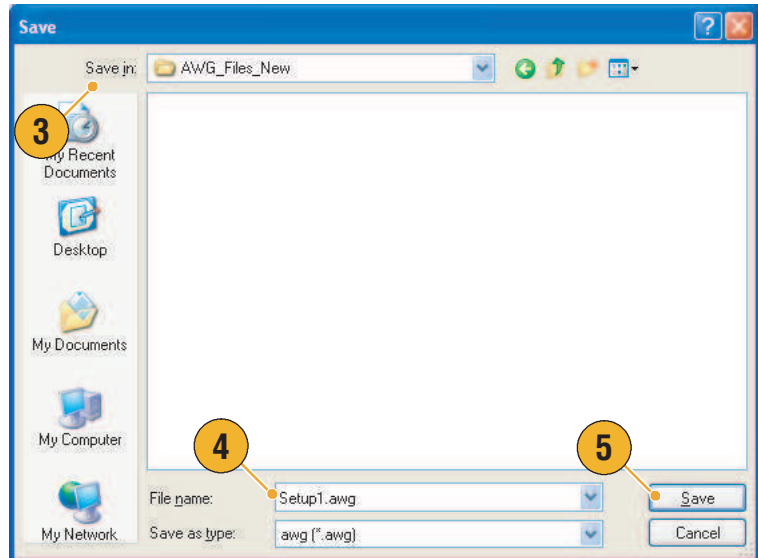 Save
Save in: AWG_Files_New
3
My Recent
Documents
Desktop
My Documents
My Computer
4
5
File name: Setup1.awg Save
My Network Save as type: awg (*.awg) Cancel